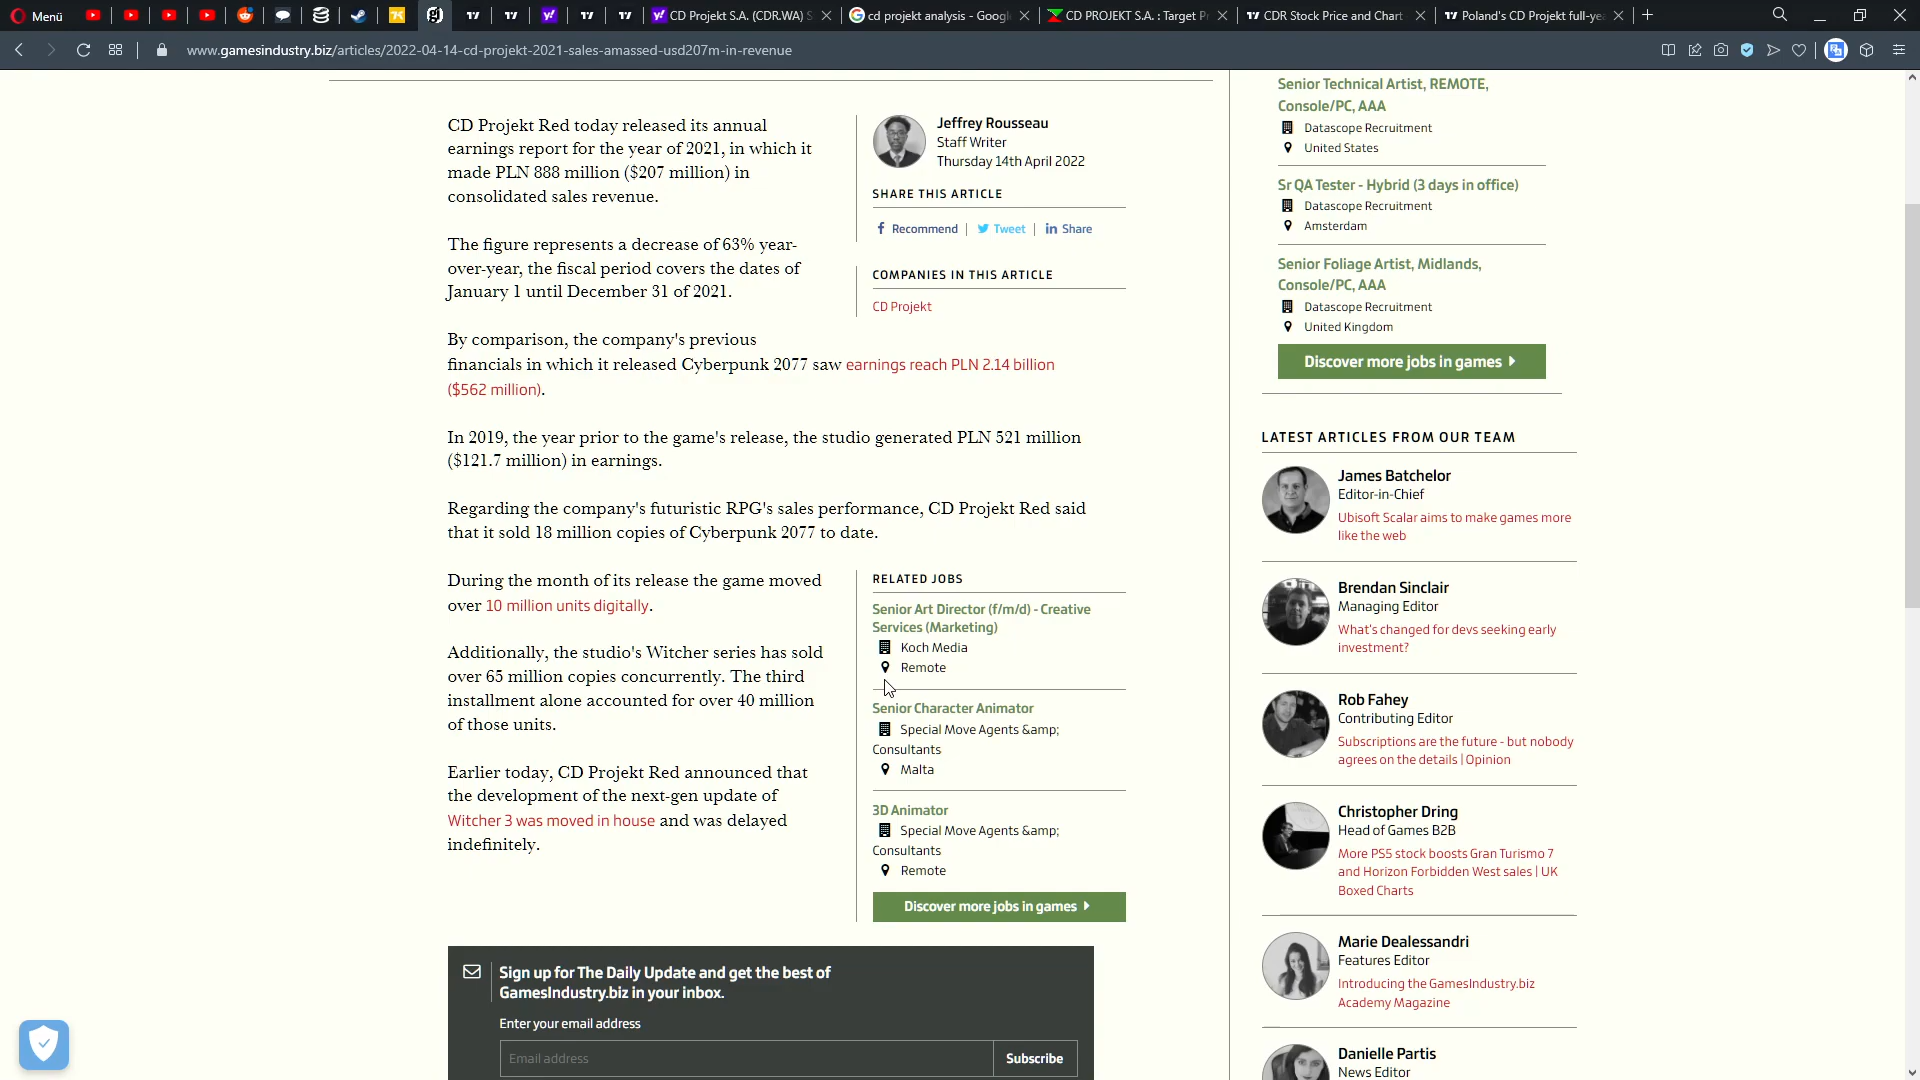 Menü
CD Projekt S.A. (CDR.WA) S
cd projekt analysis - Googl
CD PROJEKT S.A. : Target Pr
CDR Stock Price and Chart
Poland's CD Projekt full-yea
www.gamesindustry.biz/articles/2022-04-14-cd-projekt-2021-sales-amassed-usd207m-in-revenue
CD Projekt Red today released its annual
earnings report for the year of 2021, in which it
made PLN 888 million ($207 million) in
consolidated sales revenue.
The figure represents a decrease of 63% year-
over-year, the fiscal period covers the dates of
January 1 until December 31 of 2021.
By comparison, the company's previous
financials in which it released Cyberpunk 2077 saw earnings reach PLN 2.14 billion
($562 million).
In 2019, the year prior to the game's release, the studio generated PLN 521 million
($121.7 million) in earnings.
Regarding the company's futuristic RPG's sales performance, CD Projekt Red said
that it sold 18 million copies of Cyberpunk 2077 to date.
During the month of its release the game moved
over 10 million units digitally.
Additionally, the studio's Witcher series has sold
over 65 million copies concurrently. The third
installment alone accounted for over 40 million
of those units.
Earlier today, CD Projekt Red announced that
the development of the next-gen update of
Witcher 3 was moved in house and was delayed
indefinitely.
Jeffrey Rousseau
Staff Writer
Thursday 14th April 2022
SHARE THIS ARTICLE
Recommend
Tweet
Share
COMPANIES IN THIS ARTICLE
CD Projekt
RELATED JOBS
Senior Art Director (f/m/d) - Creative
Services (Marketing)
Koch Media
Remote
Senior Character Animator
Special Move Agents &amp;
Consultants
Malta
3D Animator
Special Move Agents &amp;
Consultants
Remote
Discover more jobs in games
Sign up for The Daily Update and get the best of
GamesIndustry.biz in your inbox.
Enter your email address
Email address
Subscribe
Senior Technical Artist, REMOTE,
Console/PC, AAA
Datascope Recruitment
United States
Sr QA Tester - Hybrid (3 days in office)
Datascope Recruitment
Amsterdam
Senior Foliage Artist, Midlands,
Console/PC, AAA
Datascope Recruitment
United Kingdom
Discover more jobs in games
LATEST ARTICLES FROM OUR TEAM
James Batchelor
Editor-in-Chief
Ubisoft Scalar aims to make games more
like the web
Brendan Sinclair
Managing Editor
What's changed for devs seeking early
investment?
Rob Fahey
Contributing Editor
Subscriptions are the future - but nobody
agrees on the details | Opinion
Christopher Dring
Head of Games B2B
More PS5 stock boosts Gran Turismo 7
and Horizon Forbidden West sales | UK
Boxed Charts
Marie Dealessandri
Features Editor
Introducing the GamesIndustry.biz
Academy Magazine
Danielle Partis
News Editor